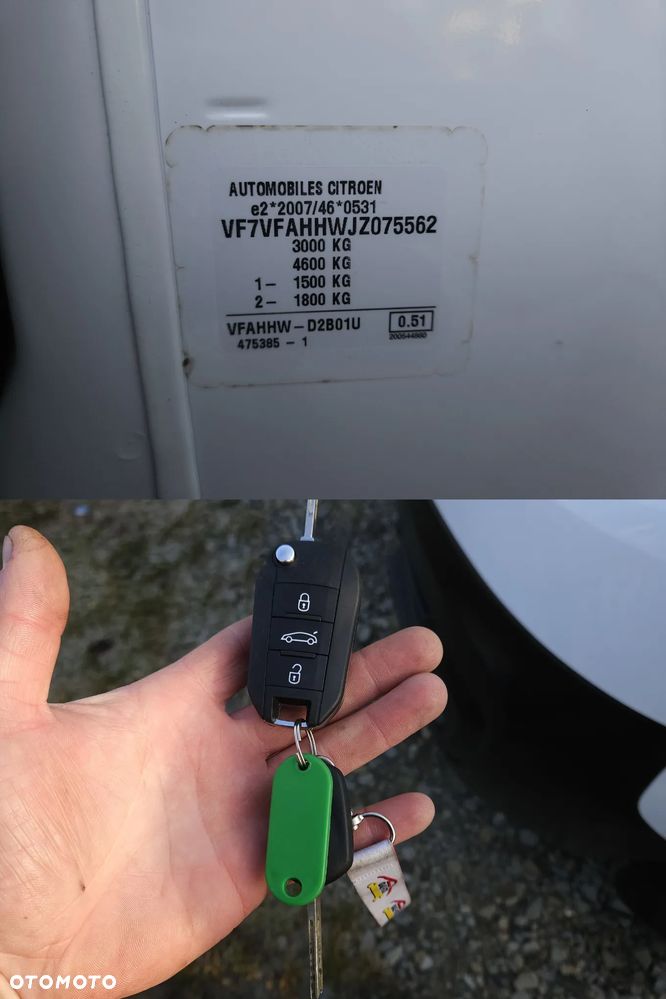 AUTOMOBILES CITROEN
e2*2007/46*0531
VF7VFAHHWJZ075562
3000 KG
4600 KG
1- 1500 KG
2- 1800 KG
VFAHHW-D2B01U 0.51
475385 - 1
OTOMOTO